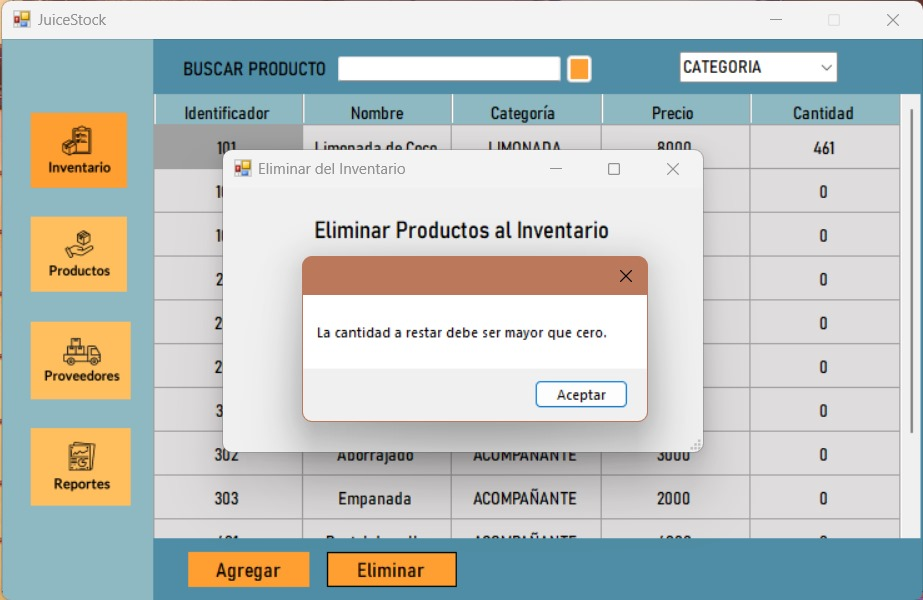 JuiceStock
BUSCAR PRODUCTO
CATEGORIA
Inventario
Productos
Proveedores
Reportes
Identificador Nombre Categoría Precio Cantidad
101 Limonada de Coco LIMONADA 8000 461
0
0
0
0
0
0
302 Aborrajado ACOMPAÑANTE 3000 0
303 Empanada ACOMPAÑANTE 2000 0
Eliminar del Inventario
Eliminar Productos al Inventario
La cantidad a restar debe ser mayor que cero.
Aceptar
Agregar
Eliminar